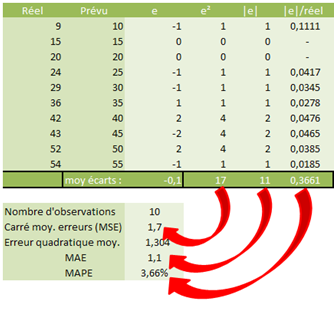 Réel Prévu e e² |e| |e|/réel
9 10 -1 1 1 0,1111
15 15 0 0 0 -
20 20 0 0 0 -
24 25 -1 1 1 0,0417
29 30 -1 1 1 0,0345
36 35 1 1 1 0,0278
42 40 2 4 2 0,0476
43 45 -2 4 2 0,0465
52 50 2 4 2 0,0385
54 55 -1 1 1 0,0185
moy écarts : -0,1 17 11 0,3661
Nombre d'observations 10
Carré moy. erreurs (MSE) 1,7
Erreur quadratique moy. 1,304
MAE 1,1
MAPE 3,66%